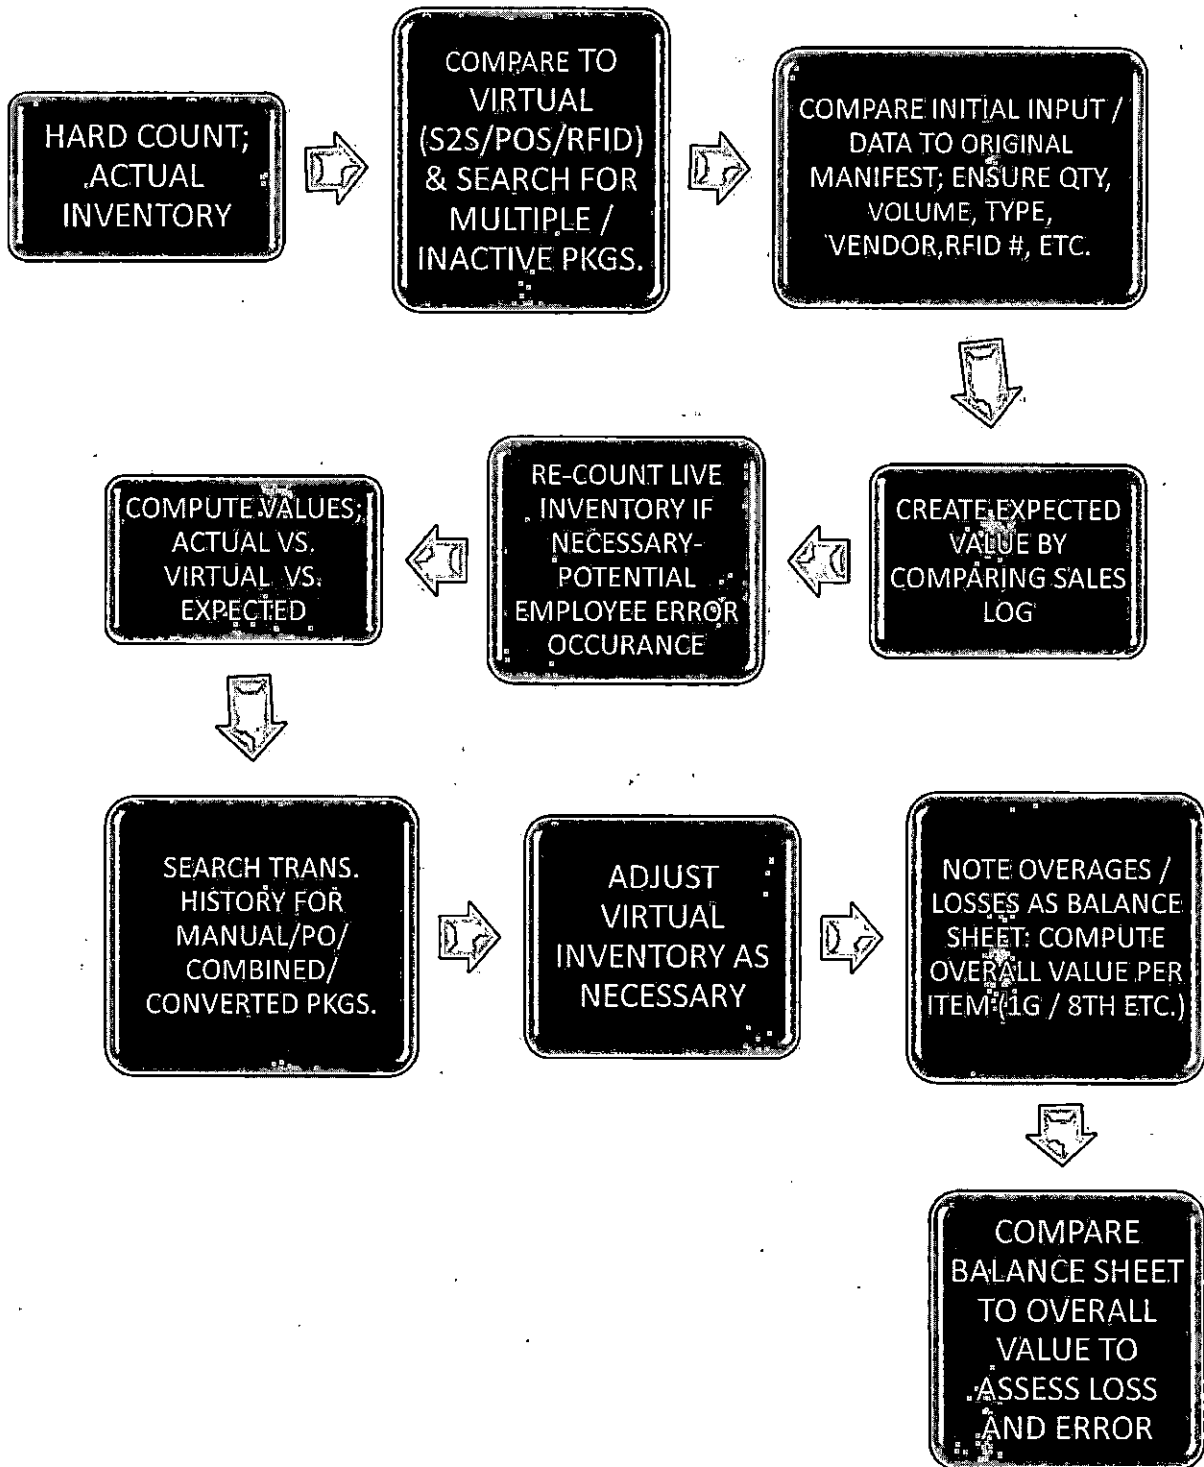 HARD COUNT;
ACTUAL
INVENTORY
COMPARE TO
VIRTUAL
(S2S/POS/RFID)
& SEARCH FOR
MULTIPLE /
INACTIVE PKGS.
COMPARE INITIAL INPUT /
DATA TO ORIGINAL
MANIFEST; ENSURE QTY,
VOLUME, TYPE,
VENDOR,RFID #, ETC.
CREATE EXPECTED
VALUE BY
COMPARING SALES
LOG
RE-COUNT LIVE
INVENTORY IF
NECESSARY-
POTENTIAL
EMPLOYEE ERROR
OCCURANCE
COMPUTE VALUES;
ACTUAL VS.
VIRTUAL VS.
EXPECTED
SEARCH TRANS.
HISTORY FOR
MANUAL/PO/
COMBINED/
CONVERTED PKGS.
ADJUST
VIRTUAL
INVENTORY AS
NECESSARY
NOTE OVERAGES /
LOSSES AS BALANCE
SHEET: COMPUTE
OVERALL VALUE PER
ITEM (1G / 8TH ETC.)
COMPARE
BALANCE SHEET
TO OVERALL
VALUE TO
ASSESS LOSS
AND ERROR